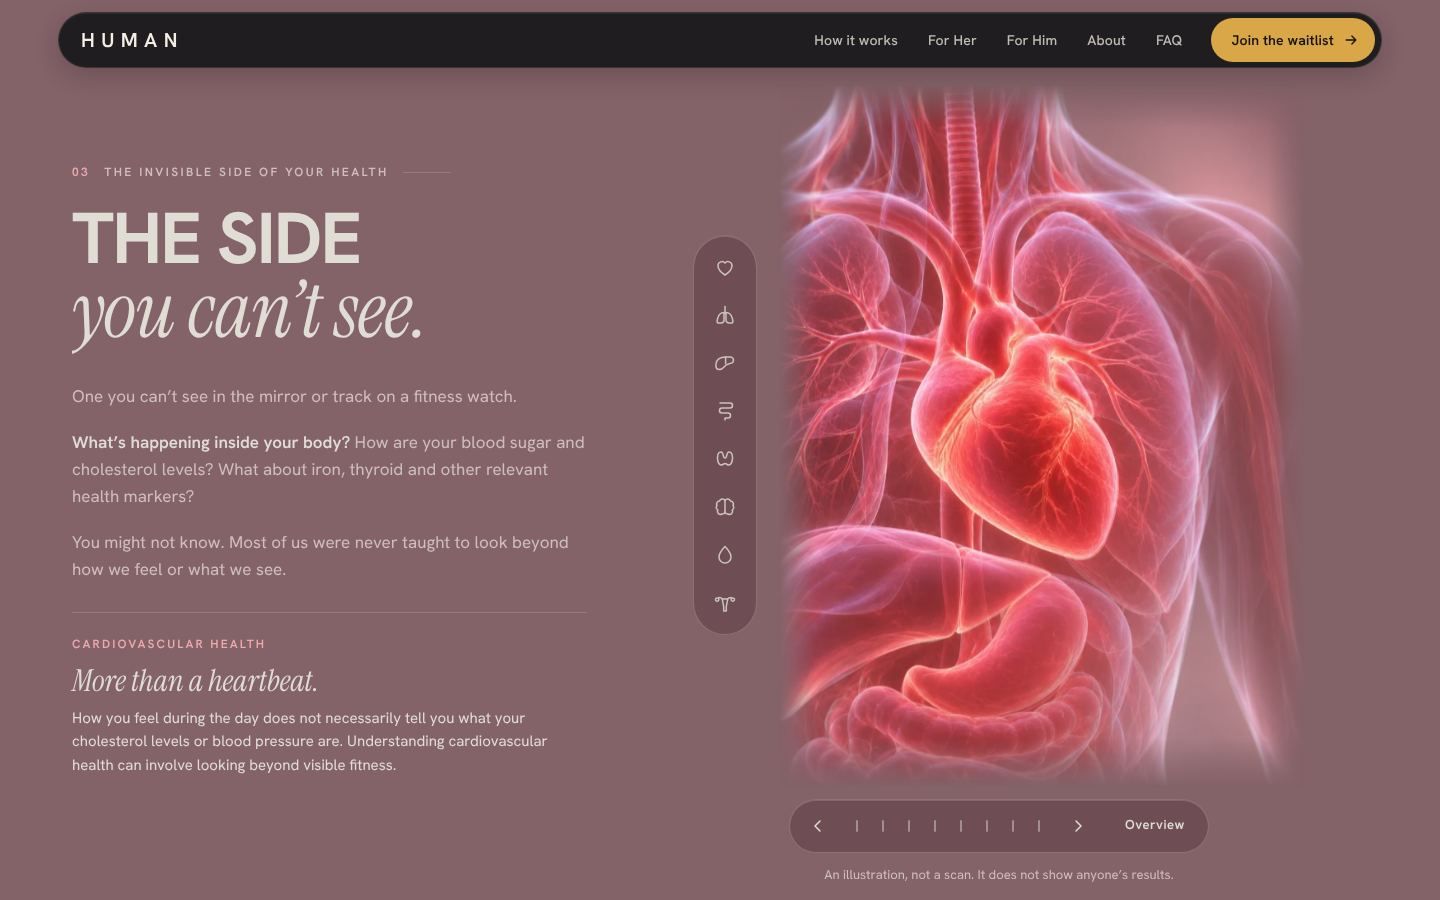 HUMAN
How it works
For Her
For Him
About
FAQ
Join the waitlist
03 THE INVISIBLE SIDE OF YOUR HEALTH
THE SIDE
you can’t see.
One you can’t see in the mirror or track on a fitness watch.
What’s happening inside your body? How are your blood sugar and
cholesterol levels? What about iron, thyroid and other relevant
health markers?
You might not know. Most of us were never taught to look beyond
how we feel or what we see.
CARDIOVASCULAR HEALTH
More than a heartbeat.
How you feel during the day does not necessarily tell you what your
cholesterol levels or blood pressure are. Understanding cardiovascular
health can involve looking beyond visible fitness.
Overview
An illustration, not a scan. It does not show anyone’s results.